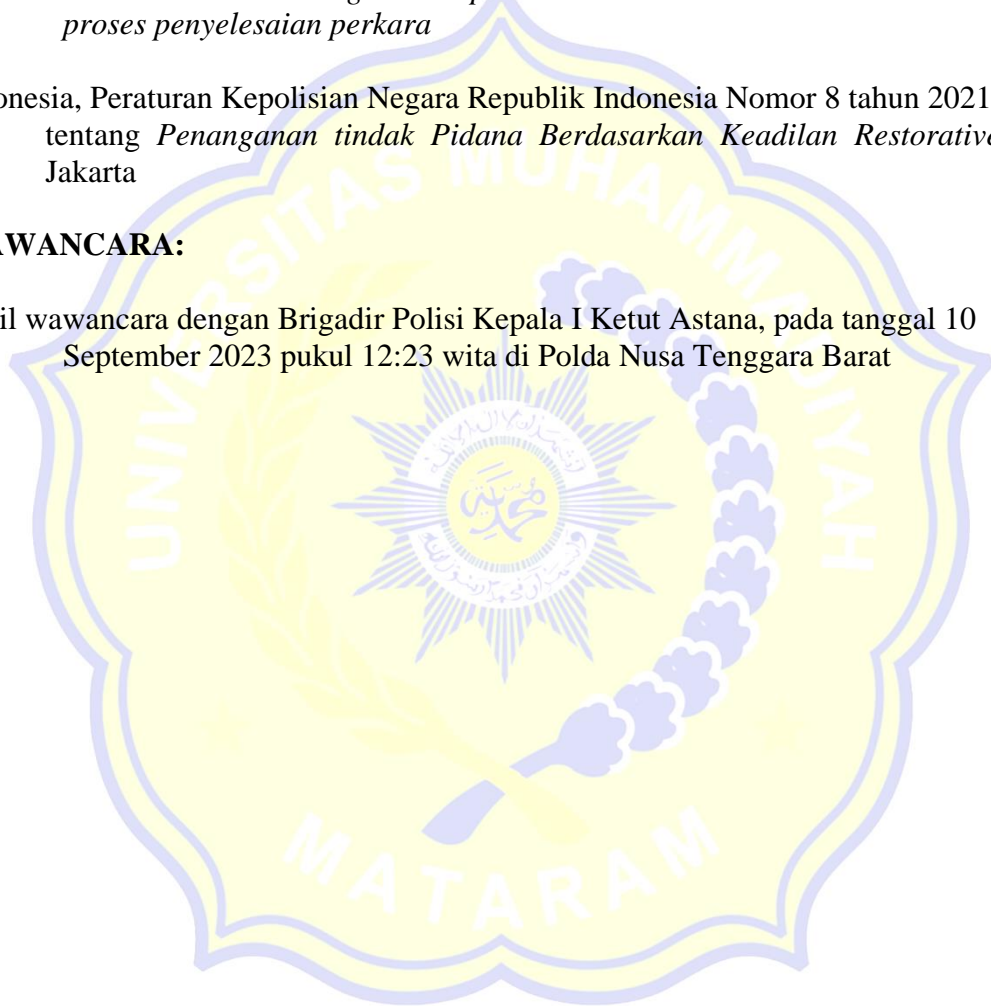 proses penyelesaian perkara
onesia, Peraturan Kepolisian Negara Republik Indonesia Nomor 8 tahun 2021
tentang Penanganan tindak Pidana Berdasarkan Keadilan Restorative
Jakarta
AWANCARA:
il wawancara dengan Brigadir Polisi Kepala I Ketut Astana, pada tanggal 10
September 2023 pukul 12:23 wita di Polda Nusa Tenggara Barat
UNIVERSITAS MUHAMMADIYAH
MATARAM